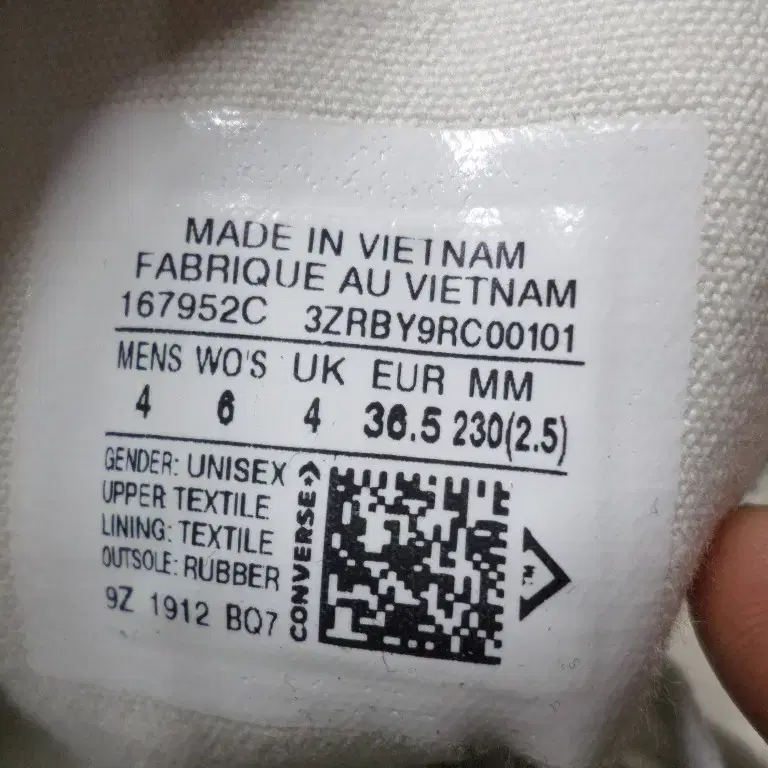 MADE IN VIETNAM
FABRIQUE AU VIETNAM
167952C 3ZRBY9RC00101
MENS WO'S UK EUR MM
4 6 4 36.5 230(2.5)
GENDER: UNISEX
UPPER TEXTILE
LINING: TEXTILE
OUTSOLE: RUBBER
9Z 1912 BQ7
CONVERSE
TM